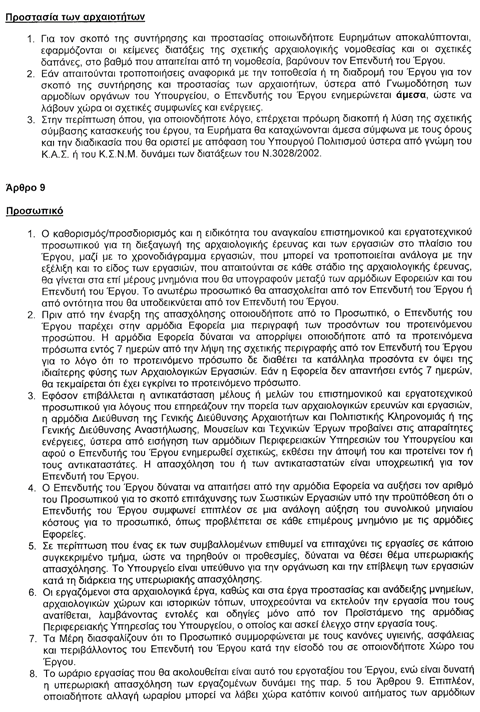 Προστασία των αρχαιοτήτων
1. Για τον σκοπό της συντήρησης και προστασίας οποιωνδήποτε Ευρημάτων αποκαλύπτονται,
εφαρμόζονται οι κείμενες διατάξεις της σχετικής αρχαιολογικής νομοθεσίας και οι σχετικές
δαπάνες, στο βαθμό που απαιτείται από τη νομοθεσία, βαρύνουν τον Επενδυτή του Έργου.
2. Εάν απαιτούνται τροποποιήσεις αναφορικά με την τοποθεσία ή τη διαδρομή του Έργου για τον
σκοπό της συντήρησης και προστασίας των αρχαιοτήτων, ύστερα από Γνωμοδότηση των
αρμοδίων οργάνων του Υπουργείου, ο Επενδυτής του Έργου ενημερώνεται άμεσα, ώστε να
λάβουν χώρα οι σχετικές συμφωνίες και ενέργειες.
3. Στην περίπτωση όπου, για οποιονδήποτε λόγο, επέρχεται πρόωρη διακοπή ή λύση της σχετικής
σύμβασης κατασκευής του έργου, τα Ευρήματα θα καταχώνονται άμεσα σύμφωνα με τους όρους
και την διαδικασία που θα οριστεί με απόφαση του Υπουργού Πολιτισμού ύστερα από γνώμη του
Κ.Α.Σ. ή του Κ.Σ.Ν.Μ. δυνάμει των διατάξεων του Ν.3028/2002.
Άρθρο 9
Προσωπικό
1. Ο καθορισμός/προσδιορισμός και η ειδικότητα του αναγκαίου επιστημονικού και εργατοτεχνικού
προσωπικού για τη διεξαγωγή της αρχαιολογικής έρευνας και των εργασιών στο πλαίσιο του
Έργου, μαζί με το χρονοδιάγραμμα εργασιών, που μπορεί να τροποποιείται ανάλογα με την
εξέλιξη και το είδος των εργασιών, που απαιτούνται σε κάθε στάδιο της αρχαιολογικής έρευνας,
θα γίνεται στα επί μέρους μνημόνια που θα υπογραφούν μεταξύ των αρμόδιων Εφορειών και του
Επενδυτή του Έργου. Το ανωτέρω προσωπικό θα απασχολείται από τον Επενδυτή του Έργου ή
από οντότητα που θα υποδεικνύεται από τον Επενδυτή του Έργου.
2. Πριν από την έναρξη της απασχόλησης οποιουδήποτε από το Προσωπικό, ο Επενδυτής του
Έργου παρέχει στην αρμόδια Εφορεία μια περιγραφή των προσόντων του προτεινόμενου
προσώπου. Η αρμόδια Εφορεία δύναται να απορρίψει οποιοδήποτε από τα προτεινόμενα
πρόσωπα εντός 7 ημερών από την λήψη της σχετικής περιγραφής από τον Επενδυτή του Έργου
για το λόγο ότι το προτεινόμενο πρόσωπο δε διαθέτει τα κατάλληλα προσόντα εν όψει της
ιδιαίτερης φύσης των Αρχαιολογικών Εργασιών. Εάν η Εφορεία δεν απαντήσει εντός 7 ημερών,
θα τεκμαίρεται ότι έχει εγκρίνει το προτεινόμενο πρόσωπο.
3. Εφόσον επιβάλλεται η αντικατάσταση μέλους ή μελών του επιστημονικού και εργατοτεχνικού
προσωπικού για λόγους που επηρεάζουν την πορεία των αρχαιολογικών ερευνών και εργασιών,
η αρμόδια Διεύθυνση της Γενικής Διεύθυνσης Αρχαιοτήτων και Πολιτιστικής Κληρονομιάς ή της
Γενικής Διεύθυνσης Αναστήλωσης, Μουσείων και Τεχνικών Έργων προβαίνει στις απαραίτητες
ενέργειες, ύστερα από εισήγηση των αρμόδιων Περιφερειακών Υπηρεσιών του Υπουργείου και
αφού ο Επενδυτής του Έργου ενημερωθεί σχετικώς, εκθέσει την άποψή του και προτείνει τον ή
τους αντικαταστάτες. Η απασχόληση του ή των αντικαταστατών είναι υποχρεωτική για τον
Επενδυτή του Έργου.
4. Ο Επενδυτής του Έργου δύναται να απαιτήσει από την αρμόδια Εφορεία να αυξήσει τον αριθμό
του Προσωπικού για το σκοπό επιτάχυνσης των Σωστικών Εργασιών υπό την προϋπόθεση ότι ο
Επενδυτής του Έργου συμφωνεί επιπλέον σε μια ανάλογη αύξηση του συνολικού μηνιαίου
κόστους για το προσωπικό, όπως προβλέπεται σε κάθε επιμέρους μνημόνιο με τις αρμόδιες
Εφορείες.
5. Σε περίπτωση που ένας εκ των συμβαλλομένων επιθυμεί να επιταχύνει τις εργασίες σε κάποιο
συγκεκριμένο τμήμα, ώστε να τηρηθούν οι προθεσμίες, δύναται να θέσει θέμα υπερωριακής
απασχόλησης. Το Υπουργείο είναι υπεύθυνο για την οργάνωση και την επίβλεψη των εργασιών
κατά τη διάρκεια της υπερωριακής απασχόλησης.
6. Οι εργαζόμενοι στα αρχαιολογικά έργα, καθώς και στα έργα προστασίας και ανάδειξης μνημείων,
αρχαιολογικών χώρων και ιστορικών τόπων, υποχρεούνται να εκτελούν την εργασία που τους
ανατίθεται, λαμβάνοντας εντολές και οδηγίες μόνο από τον Προϊστάμενο της αρμόδιας
Περιφερειακής Υπηρεσίας του Υπουργείου, ο οποίος και ασκεί έλεγχο στην εργασία τους.
7. Τα Μέρη διασφαλίζουν ότι το Προσωπικό συμμορφώνεται με τους κανόνες υγιεινής, ασφάλειας
και περιβάλλοντος του Επενδυτή του Έργου κατά την είσοδό του σε οποιονδήποτε Χώρο του
Έργου.
8. Το ωράριο εργασίας που θα ακολουθείται είναι αυτό του εργοταξίου του Έργου, ενώ είναι δυνατή
η υπερωριακή απασχόληση των εργαζομένων δυνάμει της παρ. 5 του Άρθρου 9. Επιπλέον,
οποιαδήποτε αλλαγή ωραρίου μπορεί να λάβει χώρα κατόπιν κοινού αιτήματος των αρμόδιων